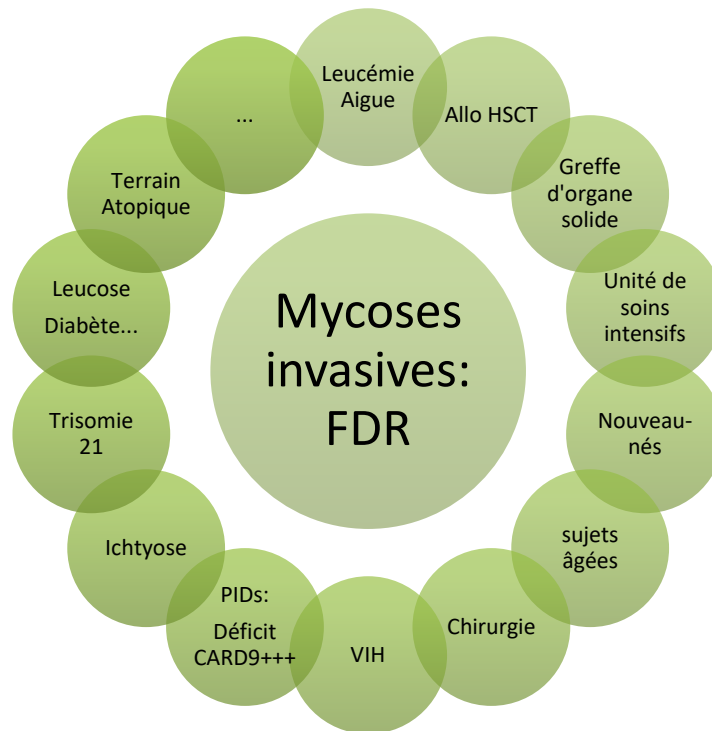 Mycoses
invasives:
FDR
Leucémie
Aigue
Allo HSCT
Greffe
d'organe
solide
Unité de
soins
intensifs
Nouveau-
nés
sujets
âgées
Chirurgie
VIH
PIDs:
Déficit
CARD9+++
Ichtyose
Trisomie
21
Leucose
Diabète...
Terrain
Atopique
...